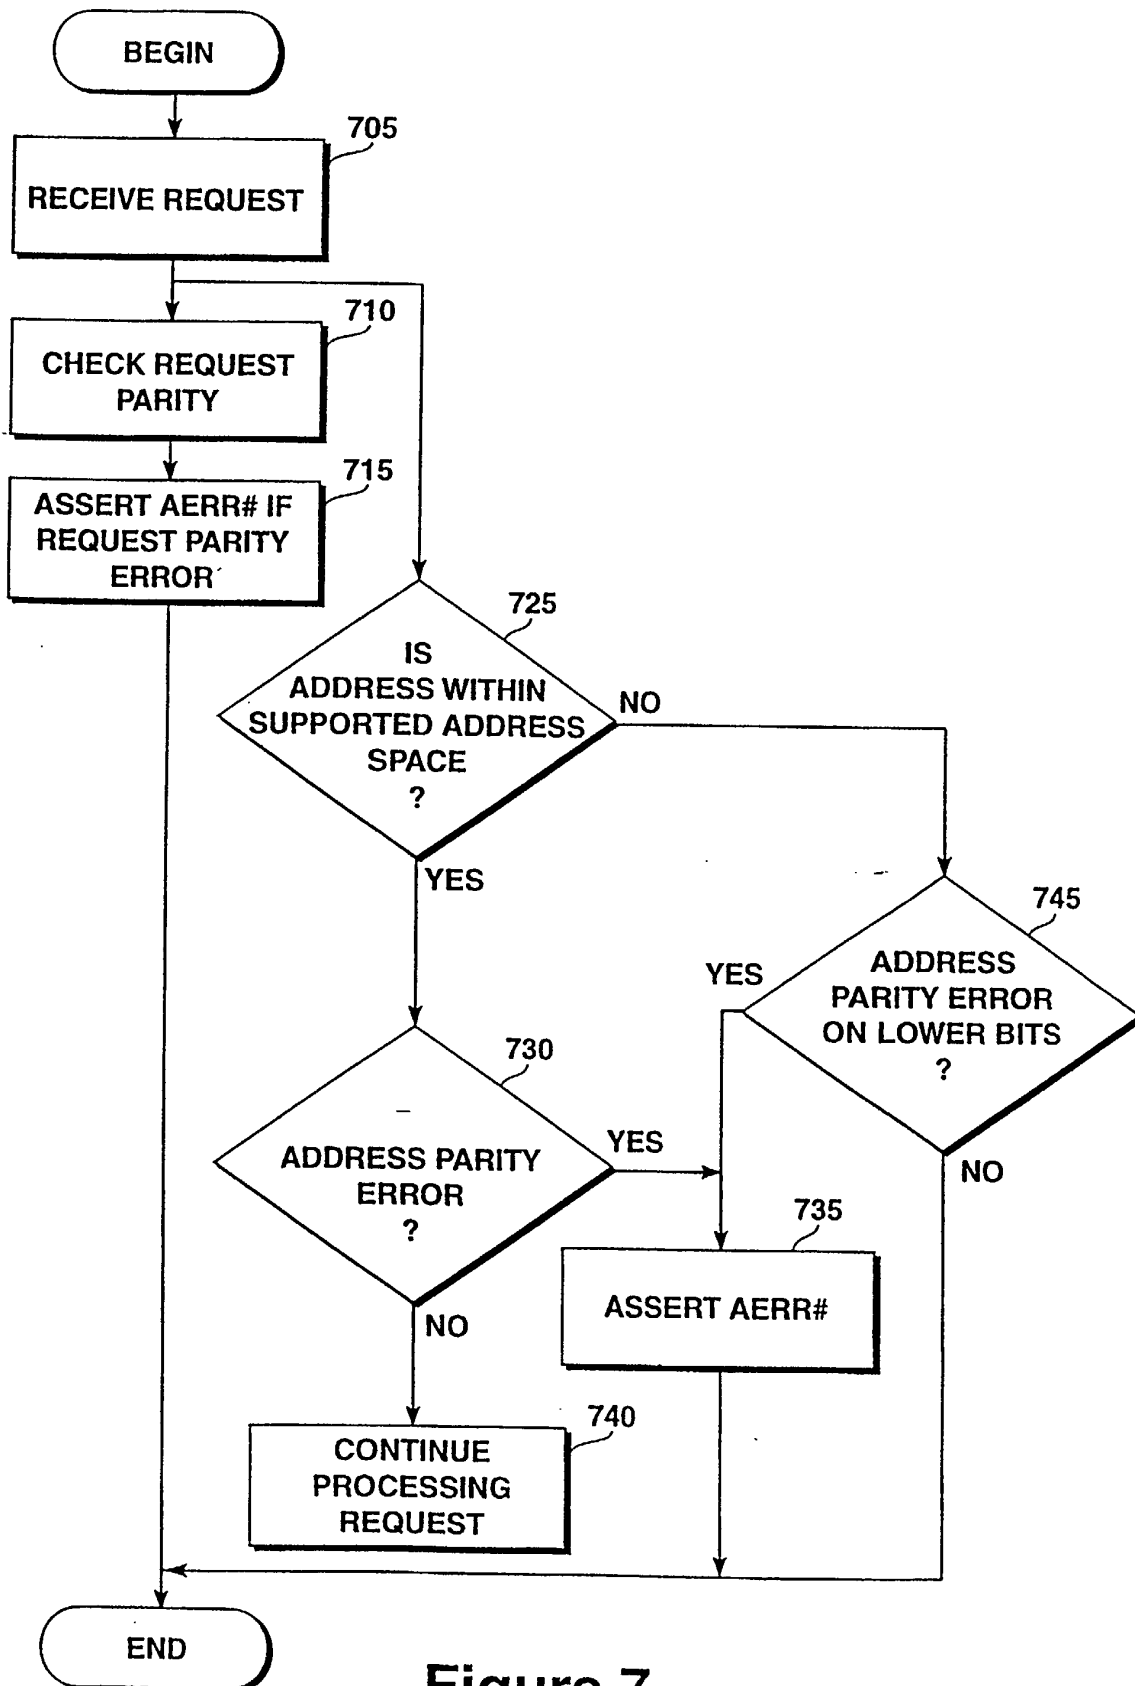 BEGIN
705
RECEIVE REQUEST
710
CHECK REQUEST
PARITY
715
ASSERT AERR# IF
REQUEST PARITY
ERROR
725
IS
ADDRESS WITHIN
SUPPORTED ADDRESS
SPACE
?
NO
YES
745
ADDRESS
PARITY ERROR
ON LOWER BITS
?
YES
NO
730
ADDRESS PARITY
ERROR
?
YES
NO
735
ASSERT AERR#
740
CONTINUE
PROCESSING
REQUEST
END
Figure 7